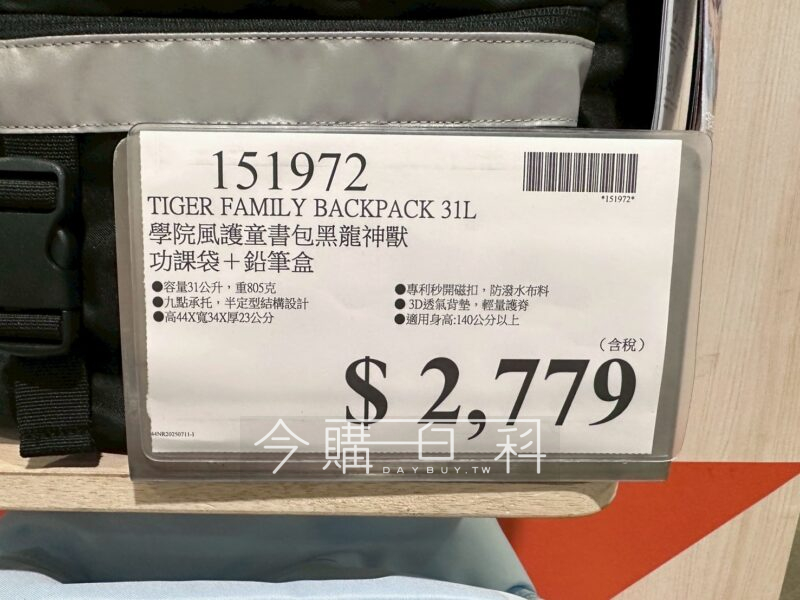 151972
*151972*
TIGER FAMILY BACKPACK 31L
學院風護童書包黑龍神獸
功課袋＋鉛筆盒
●容量31公升，重805克
●九點承托，半定型結構設計
●高44X寬34X厚23公分
●專利秒開磁扣，防潑水布料
●3D透氣背墊，輕量護脊
●適用身高:140公分以上
（含稅）
$ 2,779
44NR20250711-1
今購百科
DAYBUY.TW